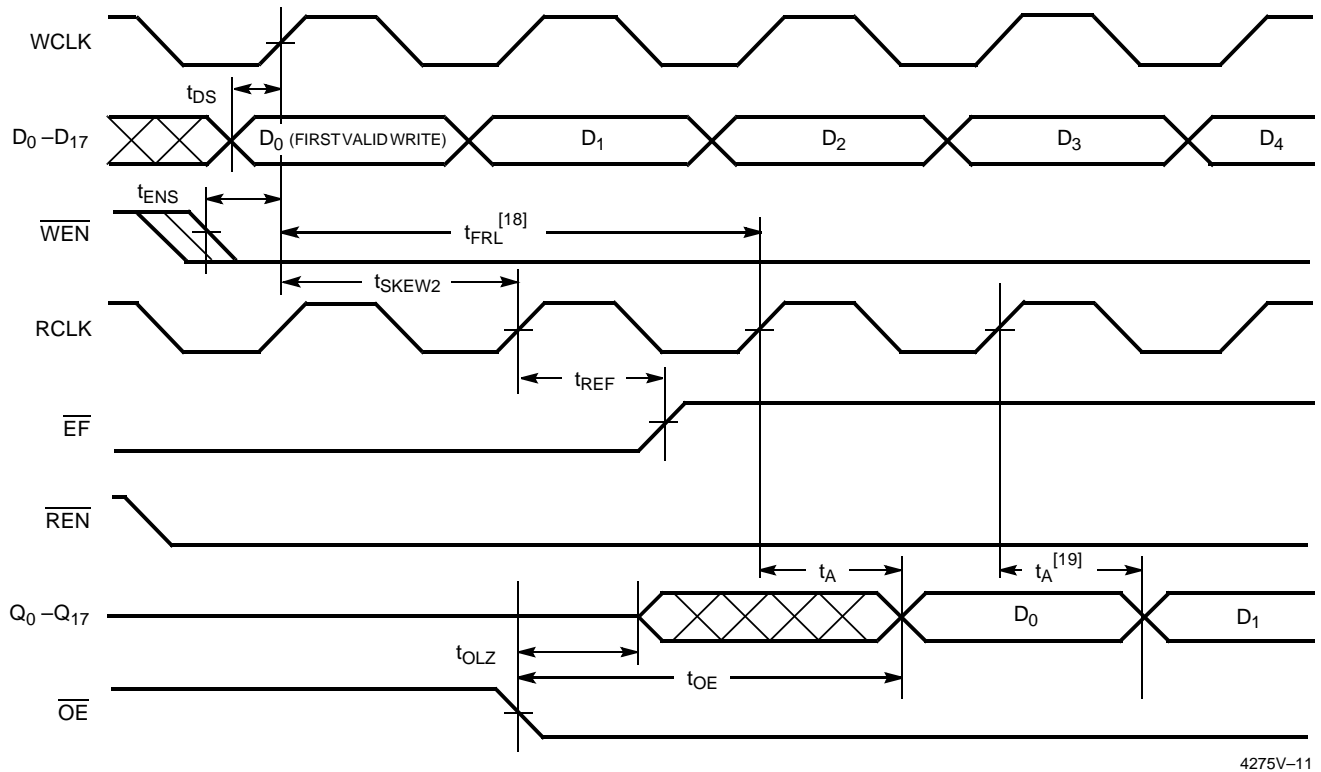 WCLK
tDS
D0 –D17
D0 (FIRST VALID WRITE)
D1
D2
D3
D4
tENS
WEN
tFRL[18]
tSKEW2
RCLK
tREF
EF
REN
tA
tA[19]
Q0 –Q17
D0
D1
tOLZ
tOE
OE
4275V–11